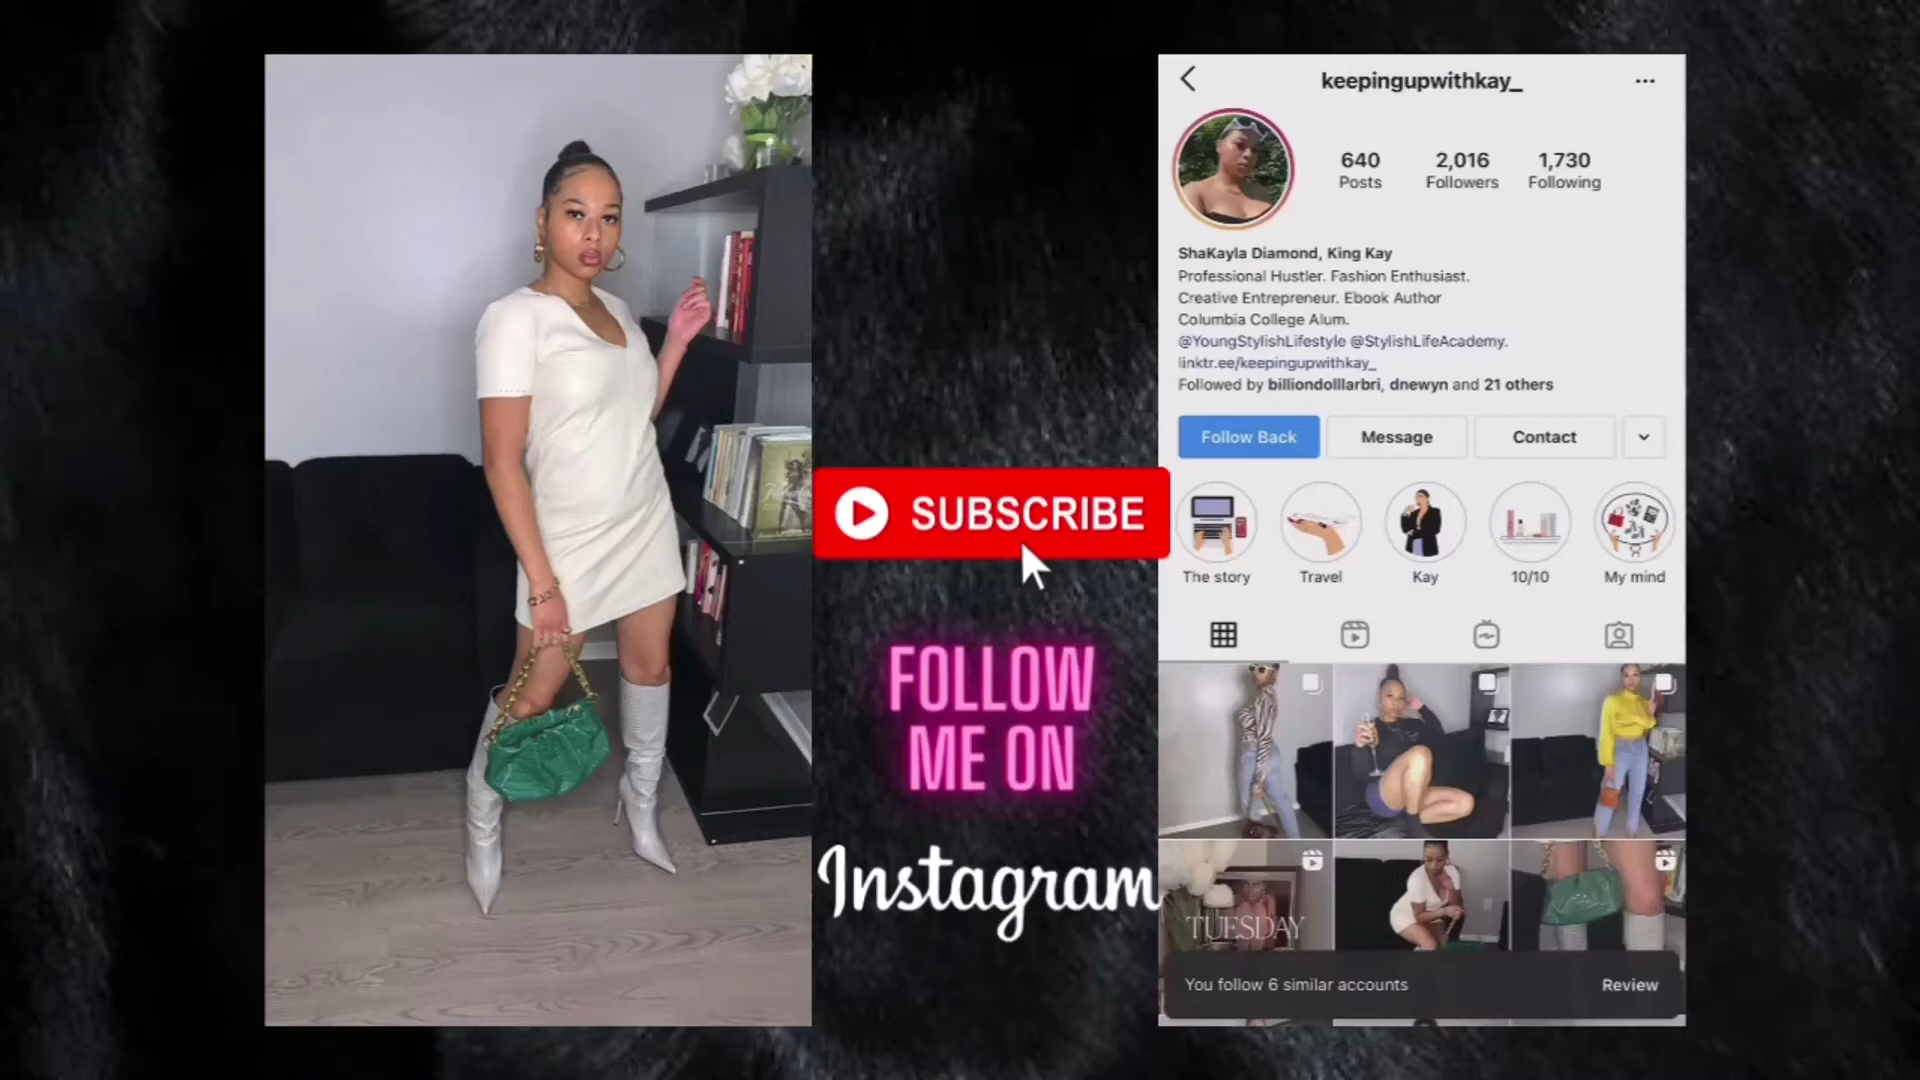 keepingupwithkay_
640
2,016
1,730
Posts
Followers
Following
ShaKayla Diamond, King Kay
Professional Hustler. Fashion Enthusiast.
Creative Entrepreneur. Ebook Author
Columbia College Alum.
@YoungStylishLifestyle @StylishLifeAcademy.
linktr.ee/keepingupwithkay_
Followed by billiondolllarbri, dnewyn and 21 others
Follow Back
Message
Contact
SUBSCRIBE
The story
Travel
Kay
10/10
My mind
FOLLOW
ME ON
Instagram
TUESDAY
You follow 6 similar accounts
Review